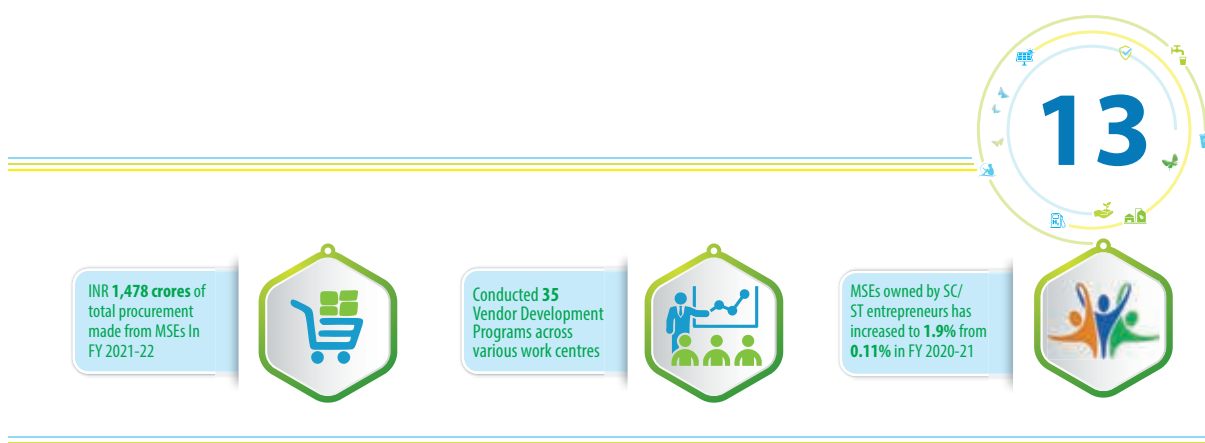 13
INR 1,478 crores of
total procurement
made from MSEs In
FY 2021-22
Conducted 35
Vendor Development
Programs across
various work centres
MSEs owned by SC/
ST entrepreneurs has
increased to 1.9% from
0.11% in FY 2020-21